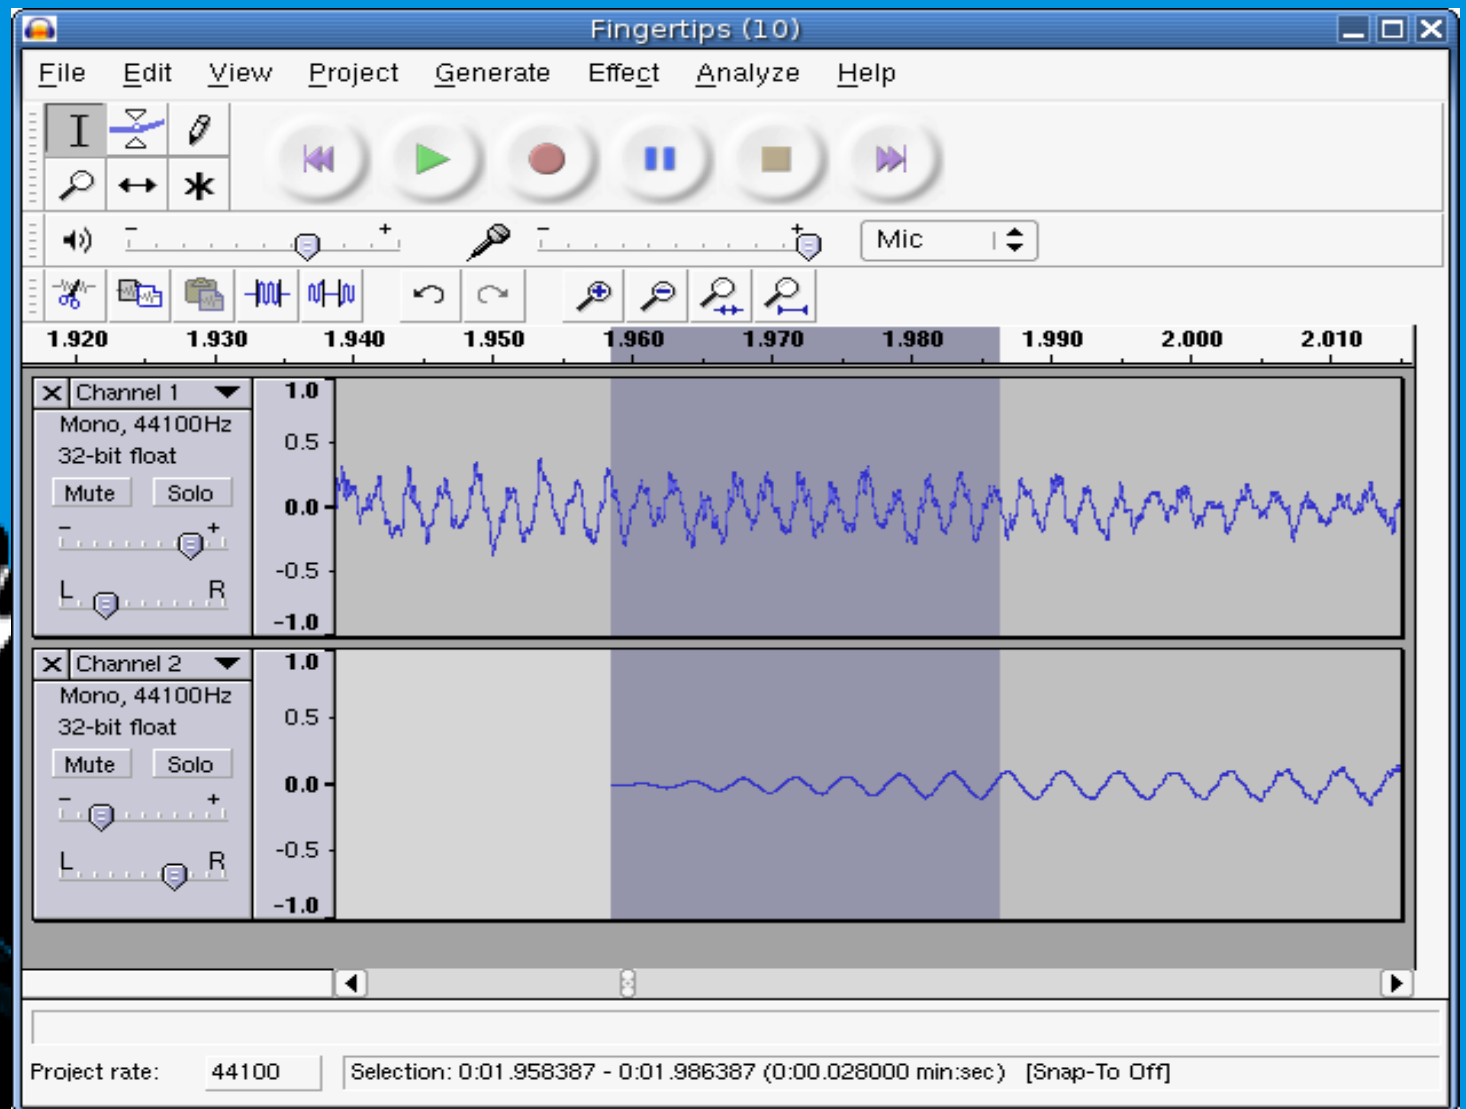 Fingertips (10)
File Edit View Project Generate Effect Analyze Help
- + - + Mic
1.920 1.930 1.940 1.950 1.960 1.970 1.980 1.990 2.000 2.010
X Channel 1
Mono, 44100Hz
32-bit float
Mute Solo
- +
L R
1.0
0.5
0.0
-0.5
-1.0
X Channel 2
Mono, 44100Hz
32-bit float
Mute Solo
- +
L R
1.0
0.5
0.0
-0.5
-1.0
Project rate: 44100 Selection: 0:01.958387 - 0:01.986387 (0:00.028000 min:sec) [Snap-To Off]